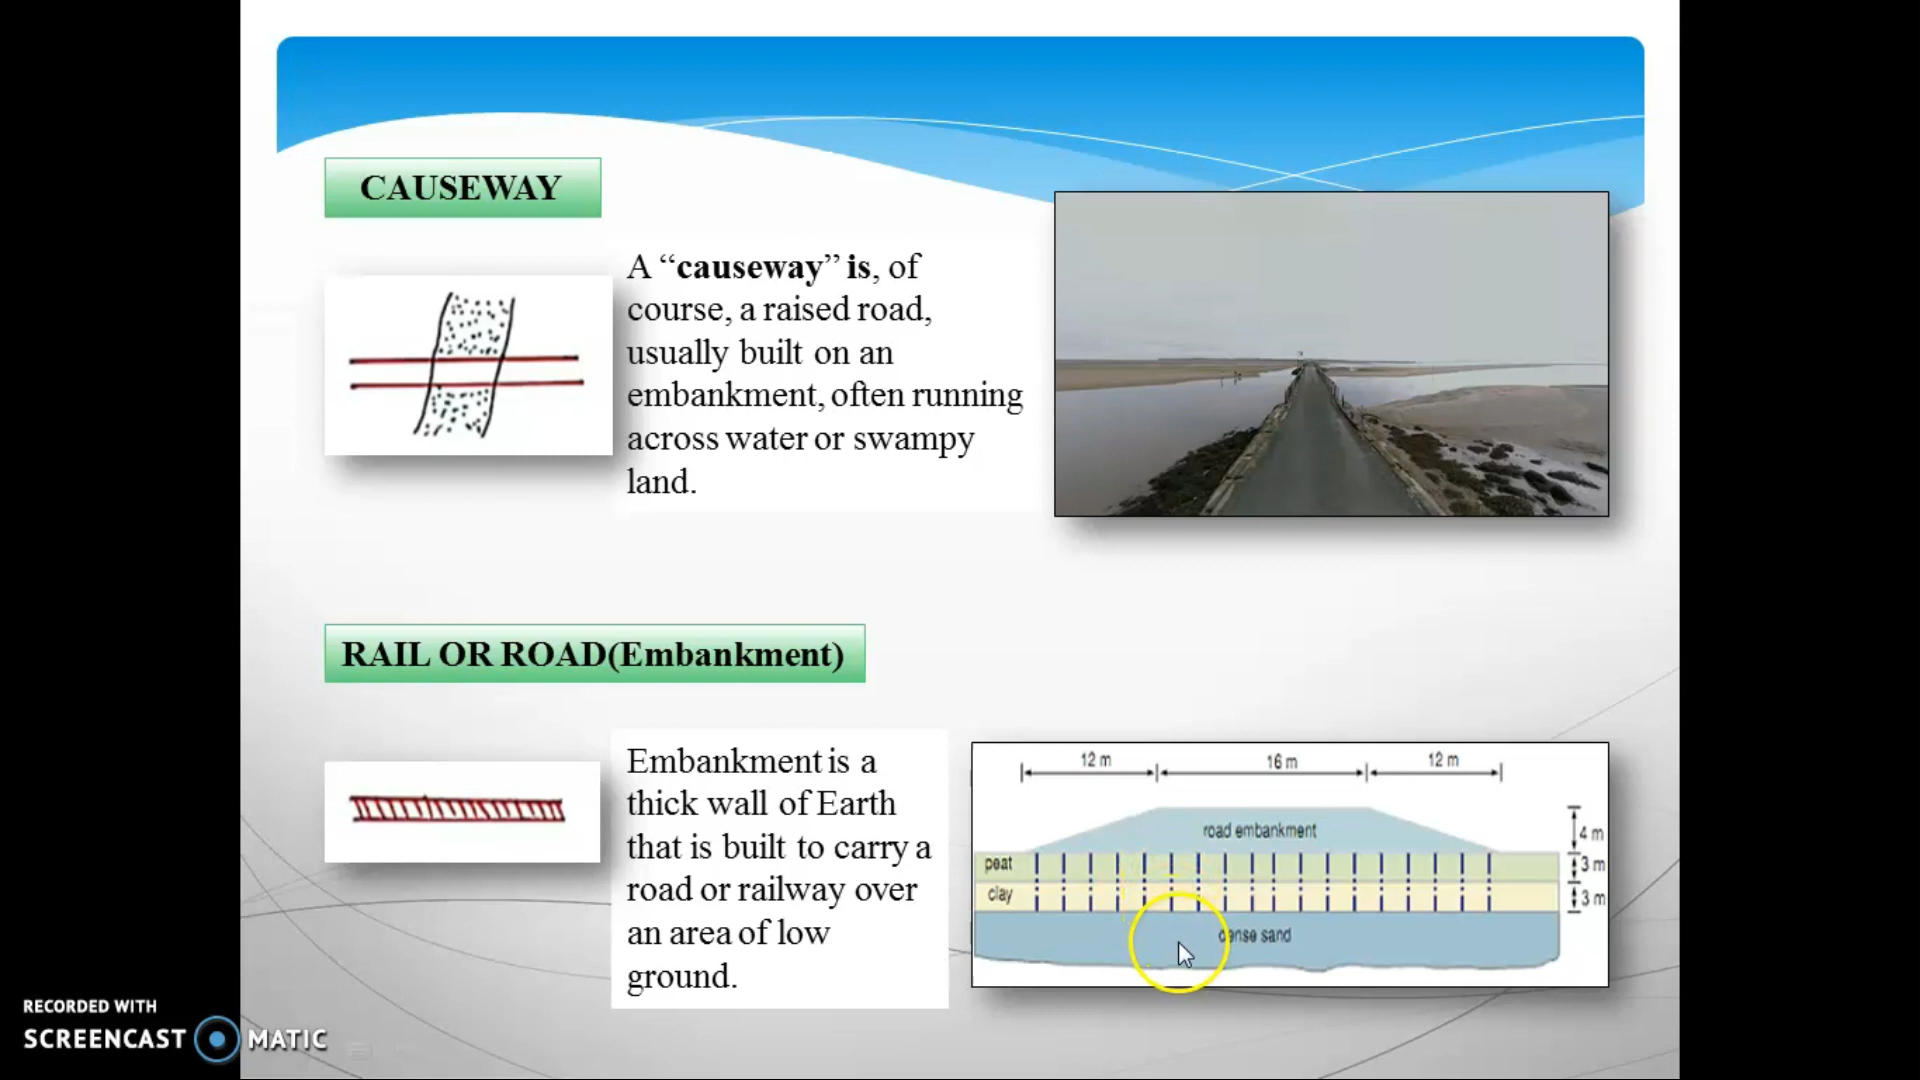 CAUSEWAY
A “causeway” is, of
course, a raised road,
usually built on an
embankment, often running
across water or swampy
land.
RAIL OR ROAD(Embankment)
Embankment is a
thick wall of Earth
that is built to carry a
road or railway over
an area of low
ground.
12 m 16 m 12 m
road embankment
4 m
peat 3 m
clay 3 m
dense sand
RECORDED WITH
SCREENCAST MATIC